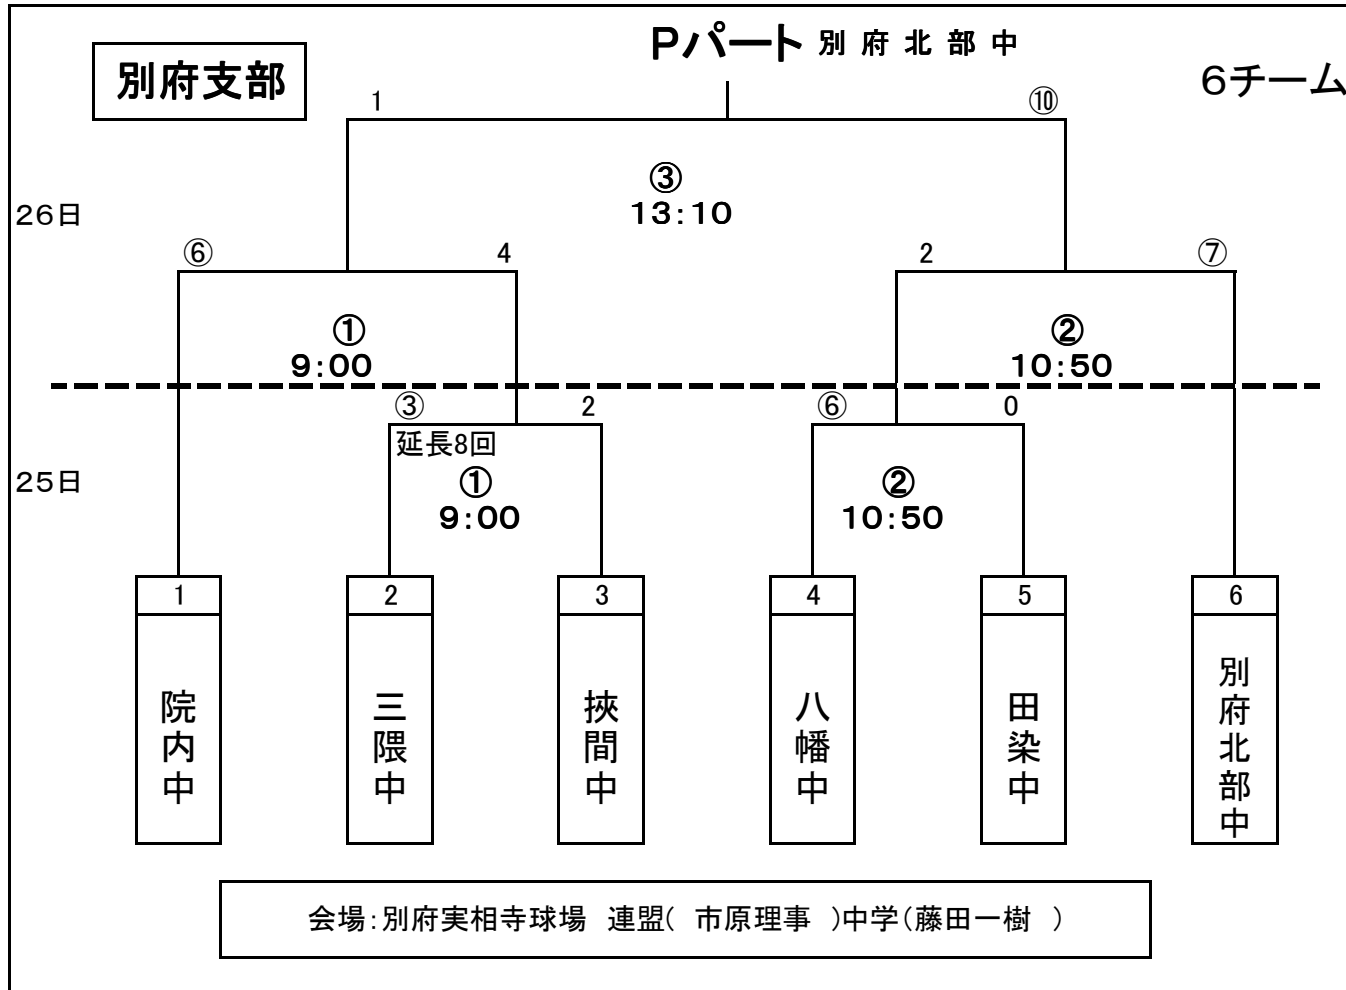 Pパート 別府北部中
別府支部
6チーム
1 ⑩
③
13:10
26日
⑥ 4 2 ⑦
① ②
9:00 10:50
③ 2 ⑥ 0
延長8回
25日
① ②
9:00 10:50
1 2 3 4 5 6
院内中
三隈中
挾間中
八幡中
田染中
別府北部中
会場:別府実相寺球場 連盟( 市原理事 )中学(藤田一樹 )